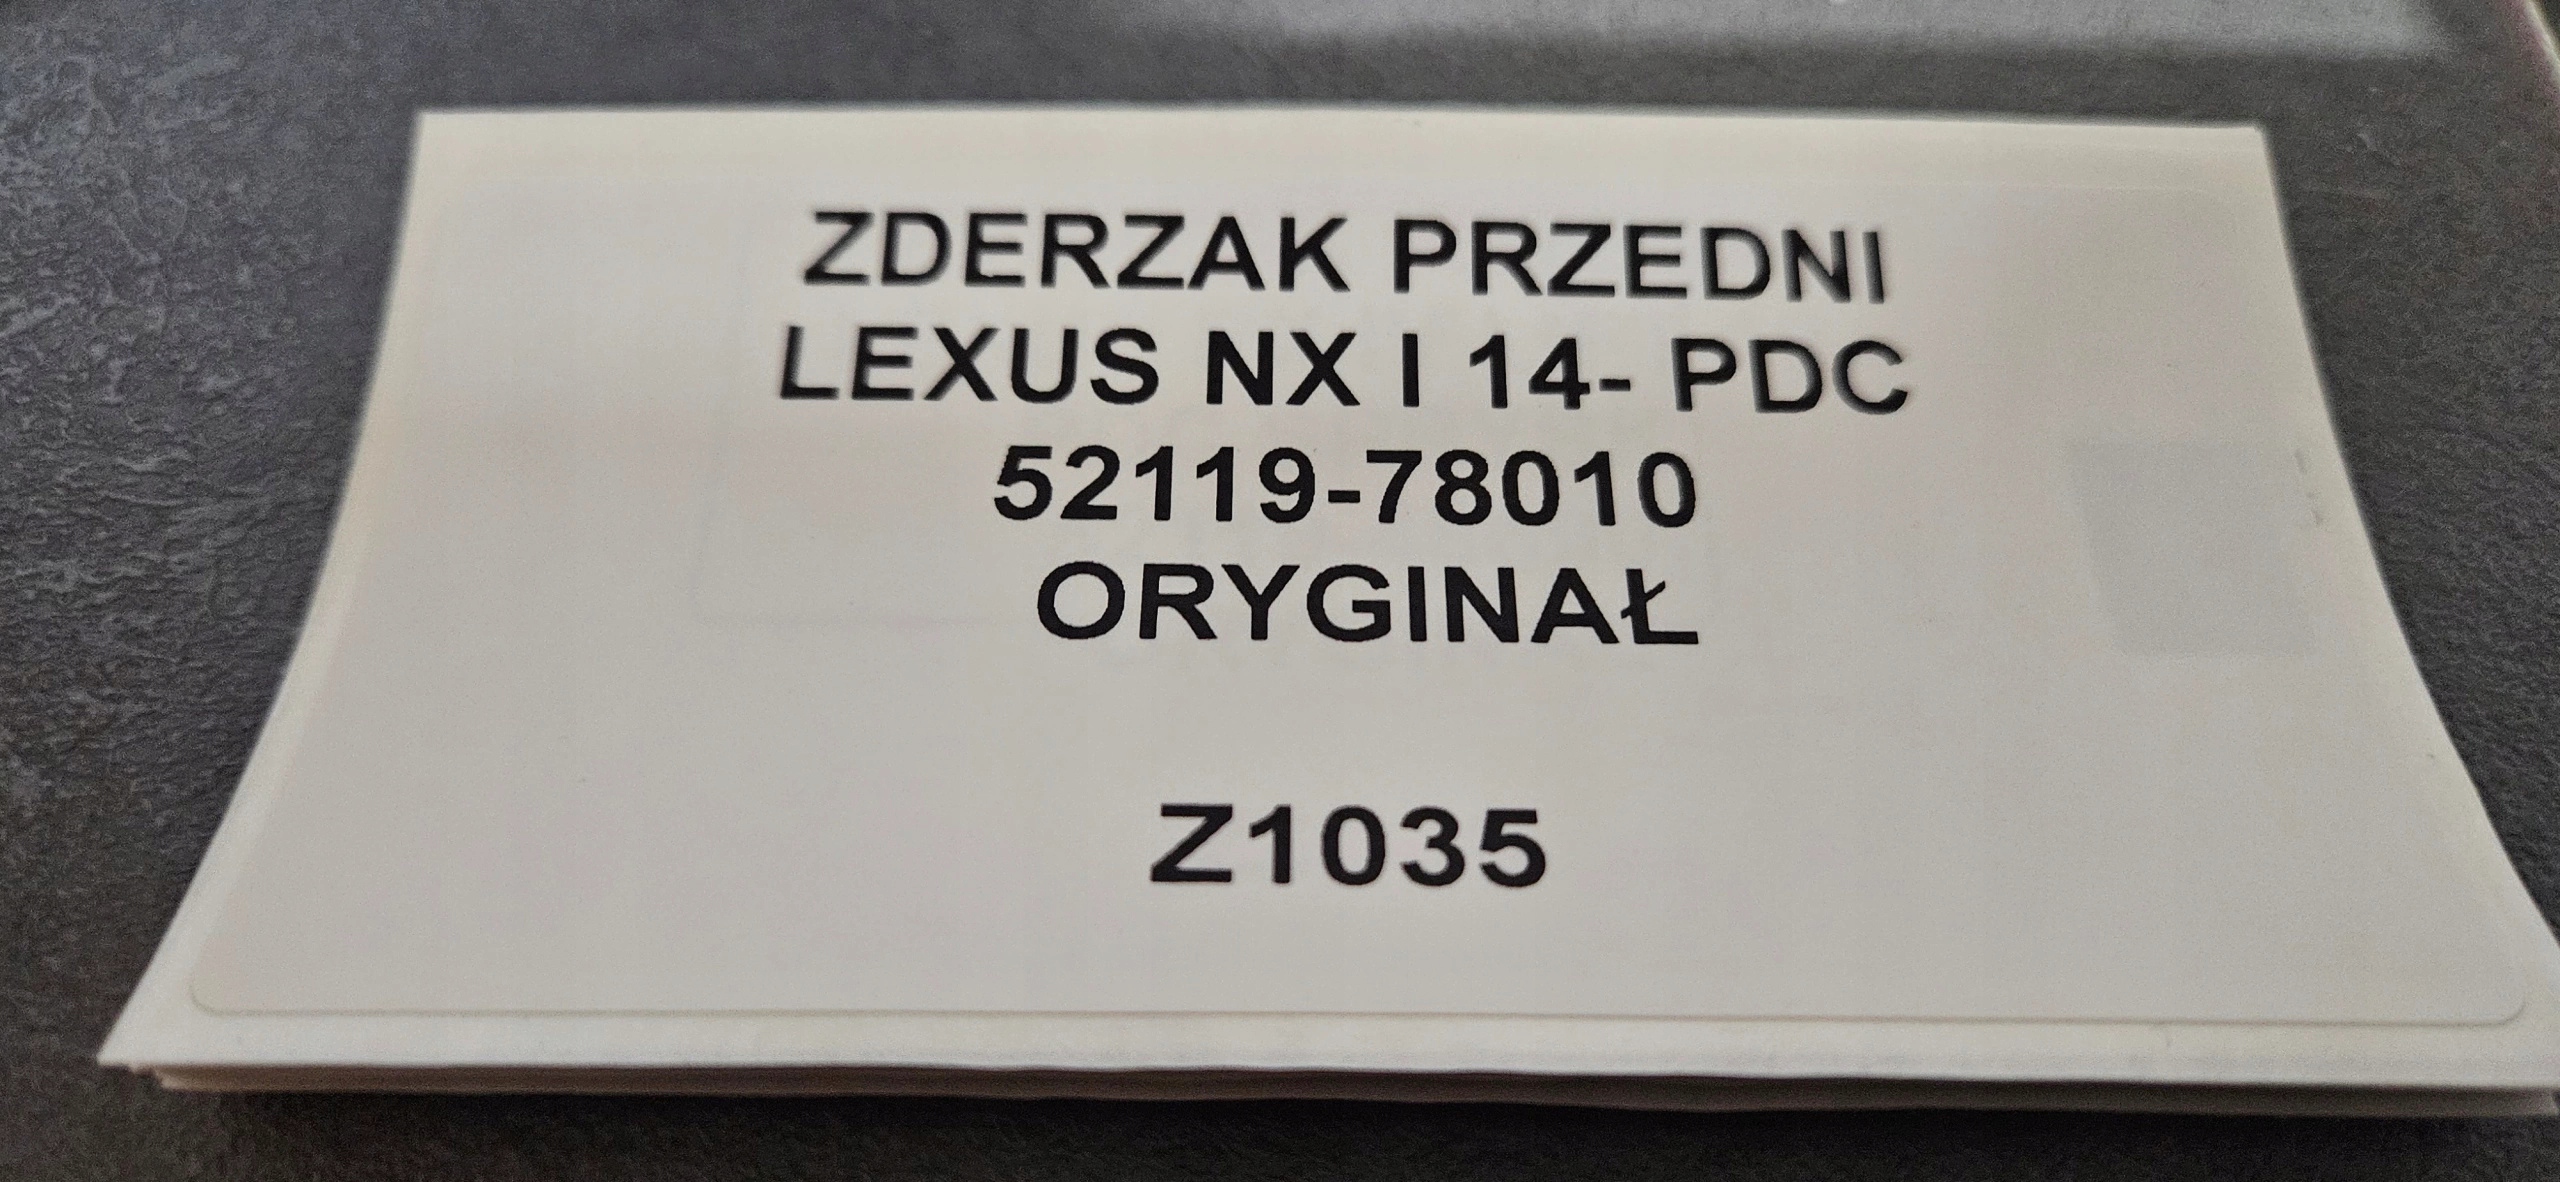 ZDERZAK PRZEDNI
LEXUS NX I 14- PDC
52119-78010
ORYGINAŁ
Z1035